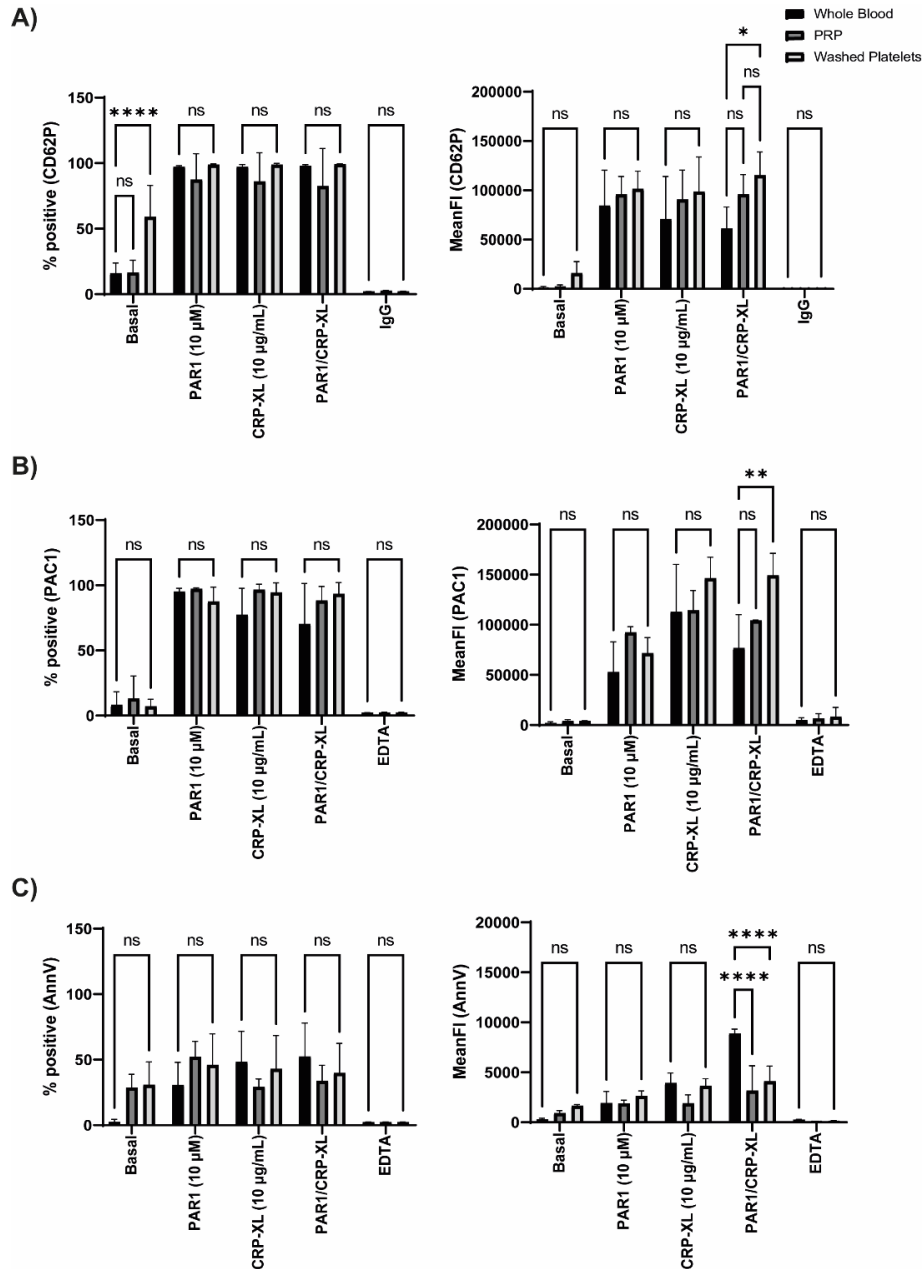 A)
Whole Blood
PRP
Washed Platelets
% positive (CD62P)
150
100
50
0
****
ns
ns
ns
ns
ns
Basal
PAR1 (10 µM)
CRP-XL (10 µg/mL)
PAR1/CRP-XL
IgG
MeanFI (CD62P)
200000
150000
100000
50000
0
ns
ns
ns
*
ns
ns
ns
Basal
PAR1 (10 µM)
CRP-XL (10 µg/mL)
PAR1/CRP-XL
IgG
B)
% positive (PAC1)
150
100
50
0
ns
ns
ns
ns
ns
Basal
PAR1 (10 µM)
CRP-XL (10 µg/mL)
PAR1/CRP-XL
EDTA
MeanFI (PAC1)
200000
150000
100000
50000
0
ns
ns
ns
**
ns
ns
Basal
PAR1 (10 µM)
CRP-XL (10 µg/mL)
PAR1/CRP-XL
EDTA
C)
% positive (AnnV)
150
100
50
0
ns
ns
ns
ns
ns
Basal
PAR1 (10 µM)
CRP-XL (10 µg/mL)
PAR1/CRP-XL
EDTA
MeanFI (AnnV)
20000
15000
10000
5000
0
ns
ns
ns
****
****
ns
Basal
PAR1 (10 µM)
CRP-XL (10 µg/mL)
PAR1/CRP-XL
EDTA